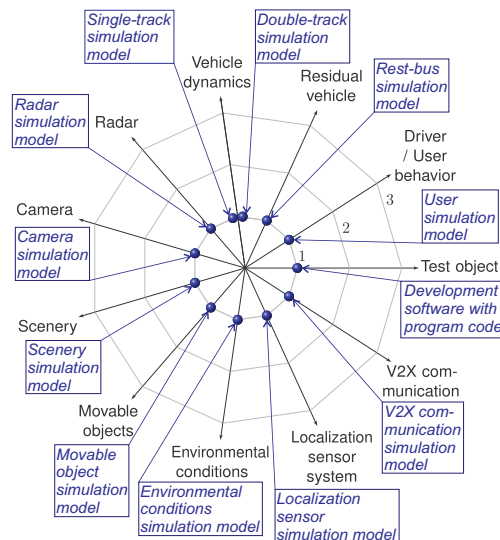 Single-track
simulation
model
Double-track
simulation
model
Vehicle
dynamics
Residual
vehicle
Rest-bus
simulation
model
Radar
simulation
model
Radar
Driver
/ User
behavior
3
Camera
2
User
simulation
model
Camera
simulation
model
1
Test object
Development
software with
program code
Scenery
Scenery
simulation
model
V2X com-
munication
Movable
objects
V2X com-
munication
simulation
model
Environmental
conditions
Localization
sensor
system
Movable
object
simulation
model
Environmental
conditions
simulation model
Localization
sensor
simulation model